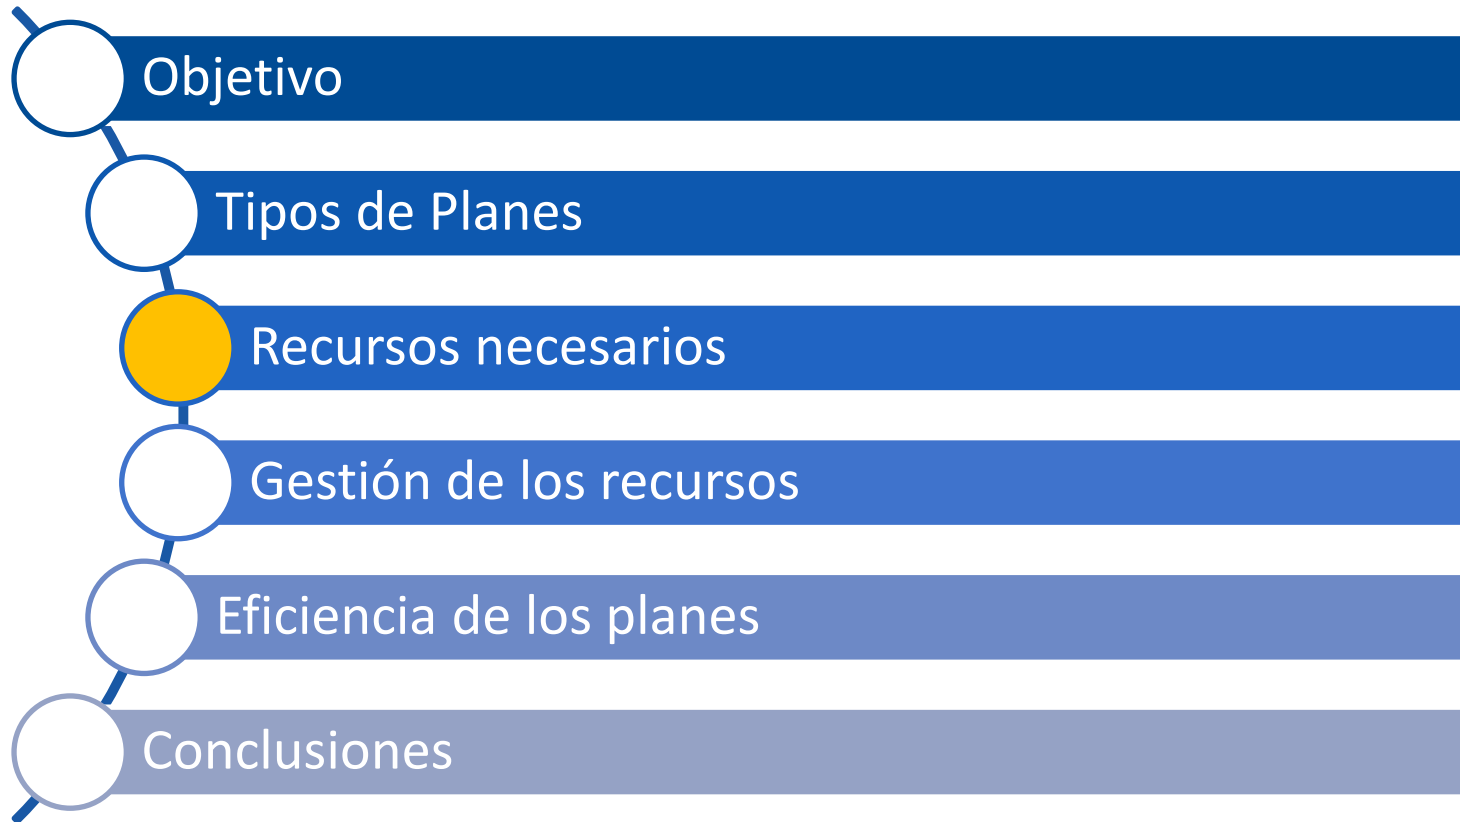 Objetivo
Tipos de Planes
Recursos necesarios
Gestión de los recursos
Eficiencia de los planes
Conclusiones